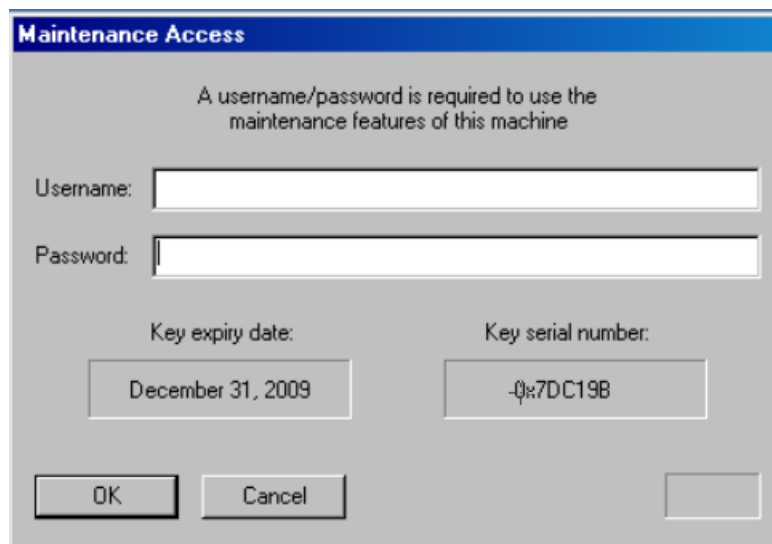 Maintenance Access
A username/password is required to use the
maintenance features of this machine
Username:
Password:
Key expiry date:
Key serial number:
December 31, 2009
-0x7DC19B
OK
Cancel